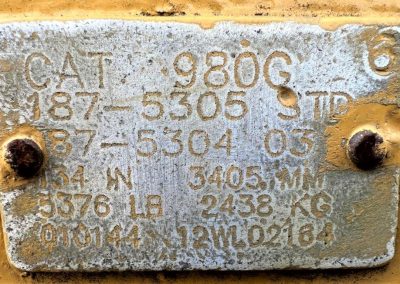 CAT 980G 6
187-5305 STD
187-5304 03
134 IN 3405 MM
5376 LB 2438 KG
010144 12WL02164